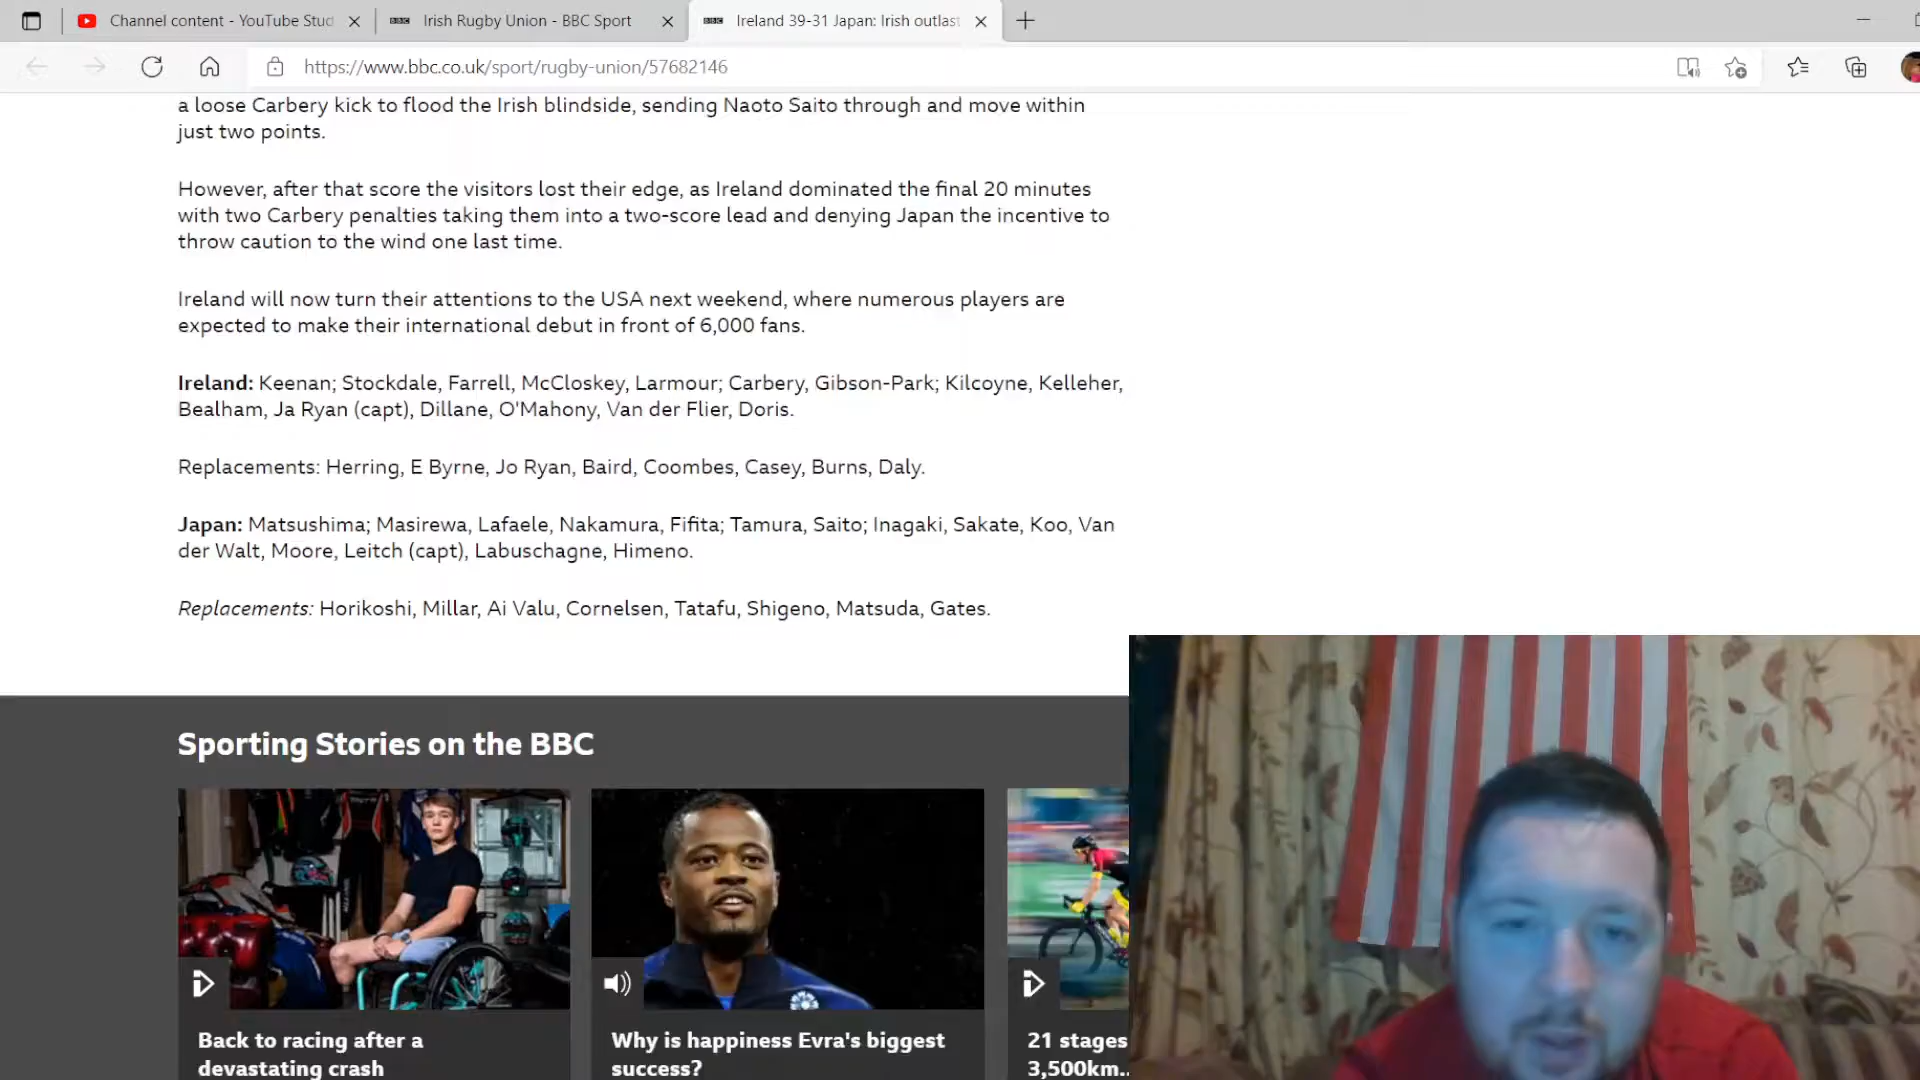 Channel content - YouTube Stud
BBC Irish Rugby Union - BBC Sport
BBC Ireland 39-31 Japan: Irish outlast
https://www.bbc.co.uk/sport/rugby-union/57682146
a loose Carbery kick to flood the Irish blindside, sending Naoto Saito through and move within
just two points.
However, after that score the visitors lost their edge, as Ireland dominated the final 20 minutes
with two Carbery penalties taking them into a two-score lead and denying Japan the incentive to
throw caution to the wind one last time.
Ireland will now turn their attentions to the USA next weekend, where numerous players are
expected to make their international debut in front of 6,000 fans.
Ireland: Keenan; Stockdale, Farrell, McCloskey, Larmour; Carbery, Gibson-Park; Kilcoyne, Kelleher,
Bealham, Ja Ryan (capt), Dillane, O'Mahony, Van der Flier, Doris.
Replacements: Herring, E Byrne, Jo Ryan, Baird, Coombes, Casey, Burns, Daly.
Japan: Matsushima; Masirewa, Lafaele, Nakamura, Fifita; Tamura, Saito; Inagaki, Sakate, Koo, Van
der Walt, Moore, Leitch (capt), Labuschagne, Himeno.
Replacements: Horikoshi, Millar, Ai Valu, Cornelsen, Tatafu, Shigeno, Matsuda, Gates.
Sporting Stories on the BBC
Back to racing after a
devastating crash
Why is happiness Evra's biggest
success?
21 stages
3,500km..